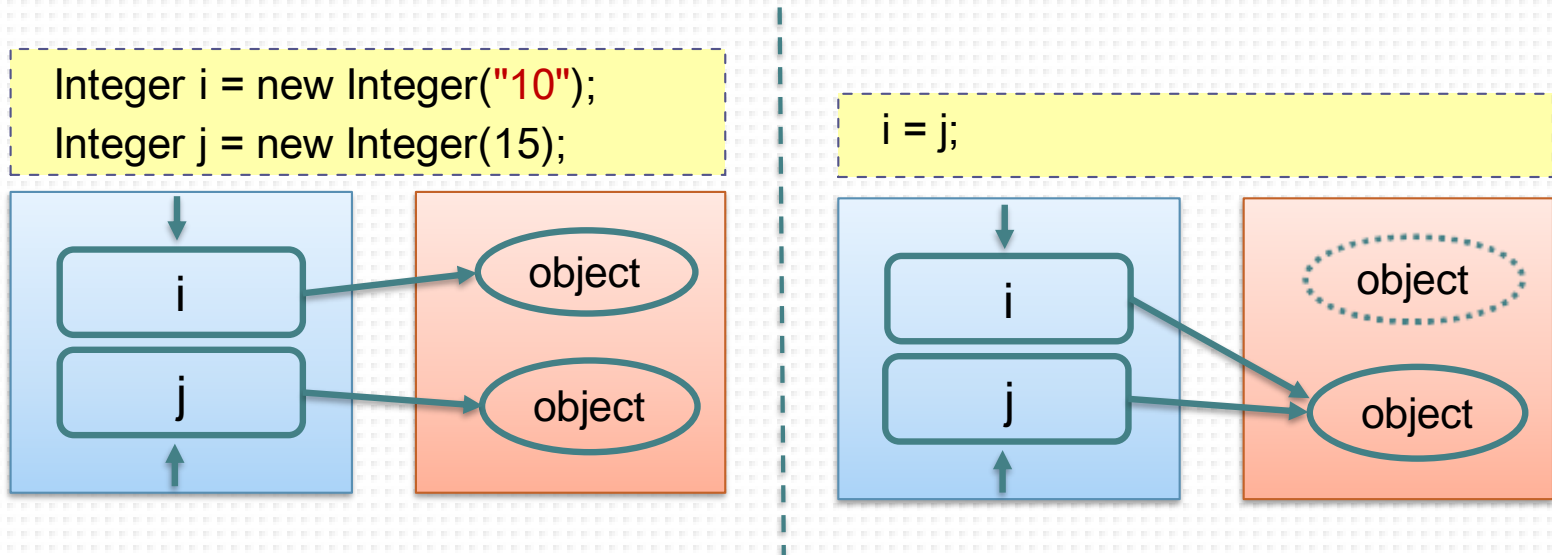 Integer i = new Integer("10");
Integer j = new Integer(15);
i
j
object
object
i = j;
i
j
object
object